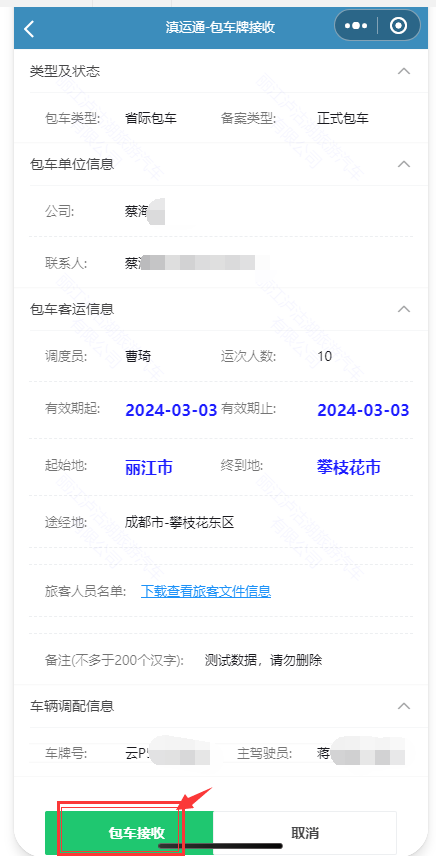 滇运通-包车牌接收
类型及状态
包车类型: 省际包车 备案类型: 正式包车
包车单位信息
公司: 蔡海
联系人: 蔡
包车客运信息
调度员: 曹琦 运次人数: 10
有效期起: 2024-03-03 有效期止: 2024-03-03
起始地: 丽江市 终到地: 攀枝花市
途经地: 成都市-攀枝花东区
旅客人员名单: 下载查看旅客文件信息
备注(不多于200个汉字): 测试数据，请勿删除
车辆调配信息
车牌号: 云P 主驾驶员: 蒋
包车接收 取消